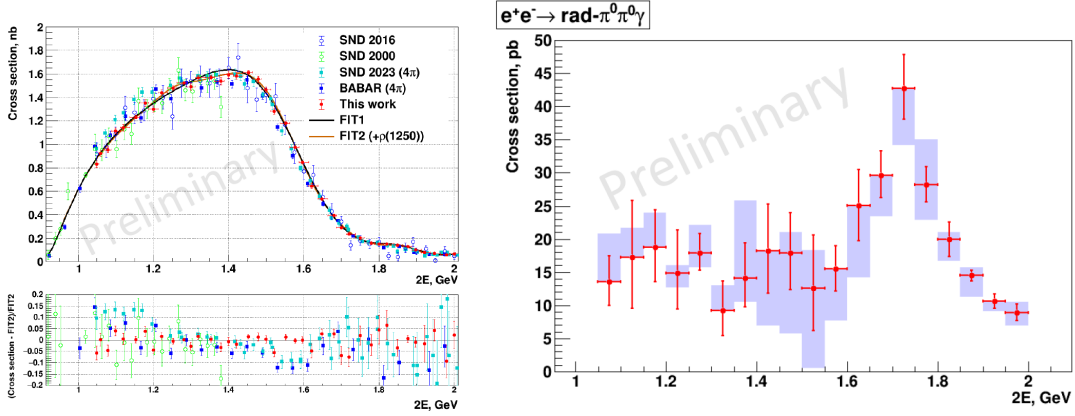 Cross section, nb
2
1.8
1.6
1.4
1.2
1
0.8
0.6
0.4
0.2
0
SND 2016
SND 2000
SND 2023 (4π)
BABAR (4π)
This work
FIT1
FIT2 (+ρ(1250))
Preliminary
1 1.2 1.4 1.6 1.8 2
2E, GeV
(Cross section - FIT2)/FIT2
0.2
0.15
0.1
0.05
0
−0.05
−0.1
−0.15
−0.2
1 1.2 1.4 1.6 1.8 2
2E, GeV
e⁺e⁻→ rad-π⁰π⁰γ
Cross section, pb
50
45
40
35
30
25
20
15
10
5
0
Preliminary
1 1.2 1.4 1.6 1.8 2
2E, GeV